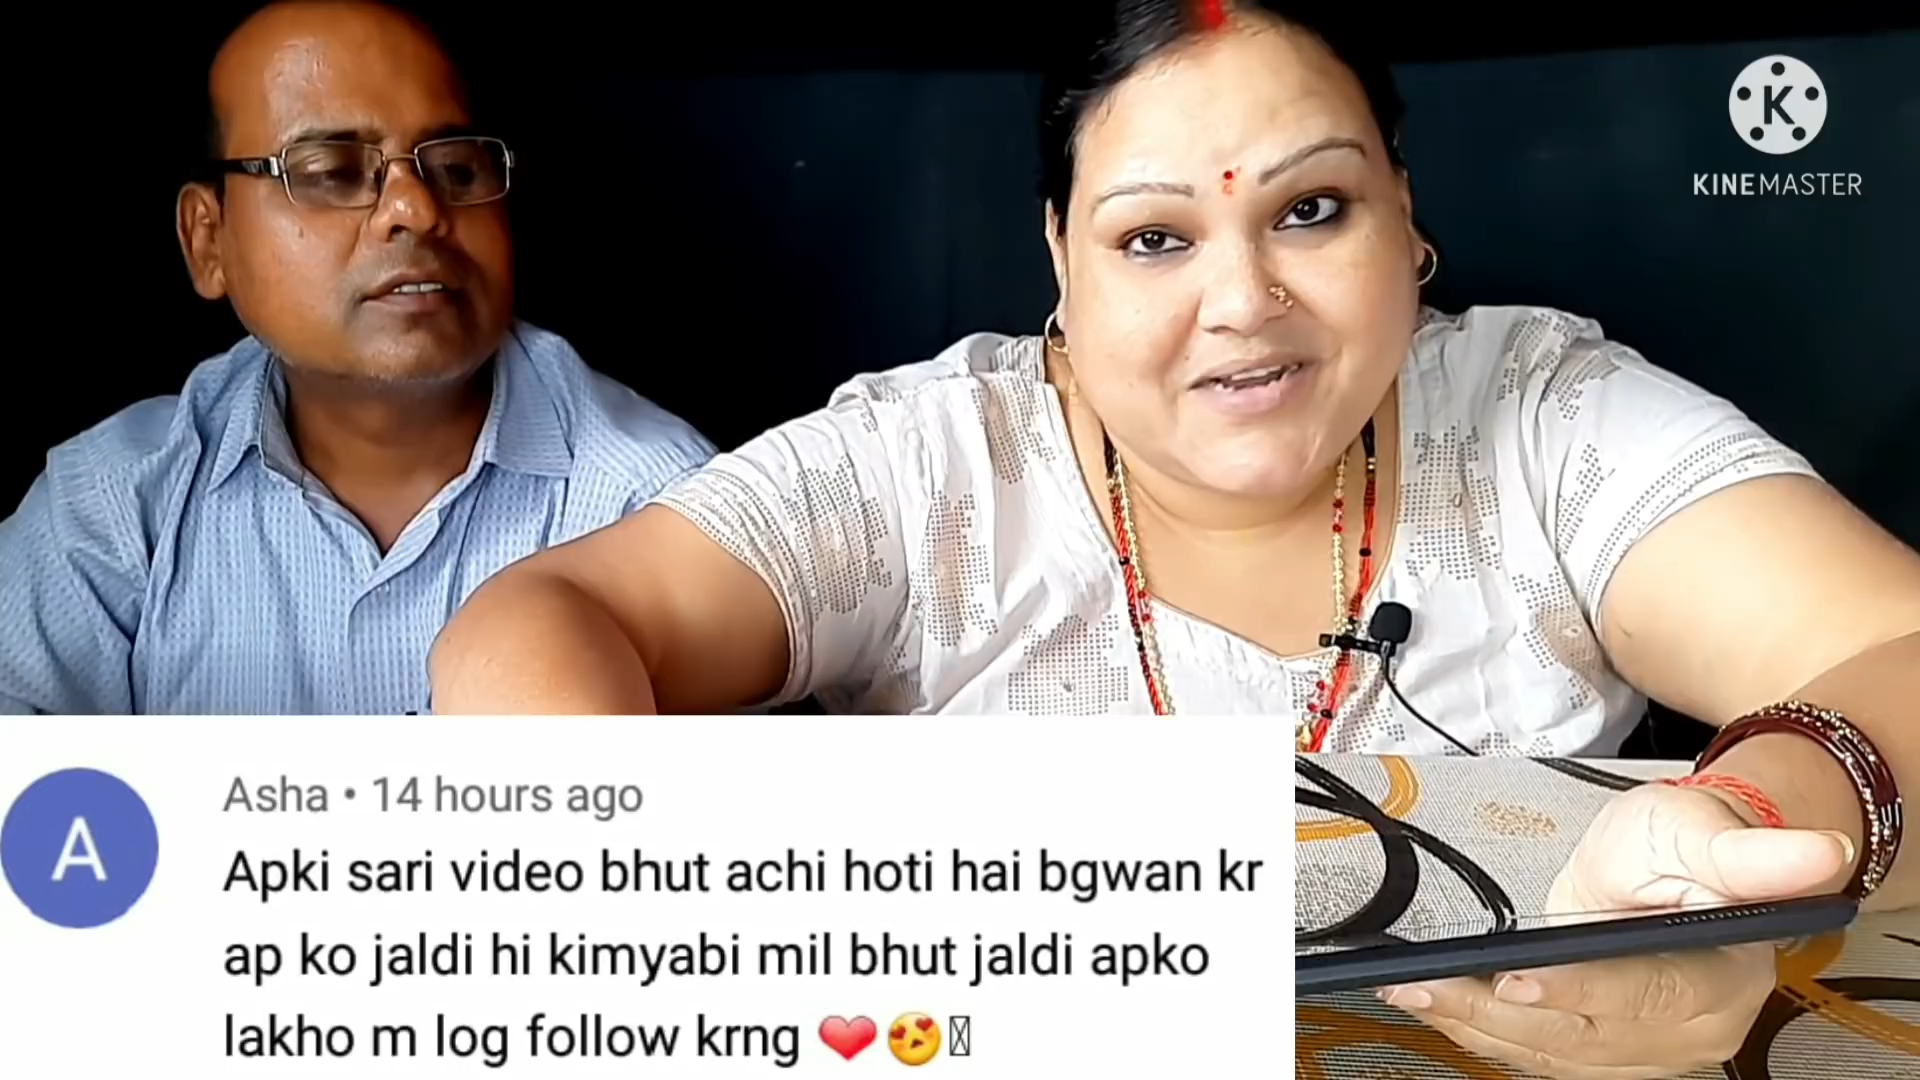 K
KINEMASTER
A
Asha • 14 hours ago
Apki sari video bhut achi hoti hai bgwan kr
ap ko jaldi hi kimyabi mil bhut jaldi apko
lakho m log follow krng ❤️😍